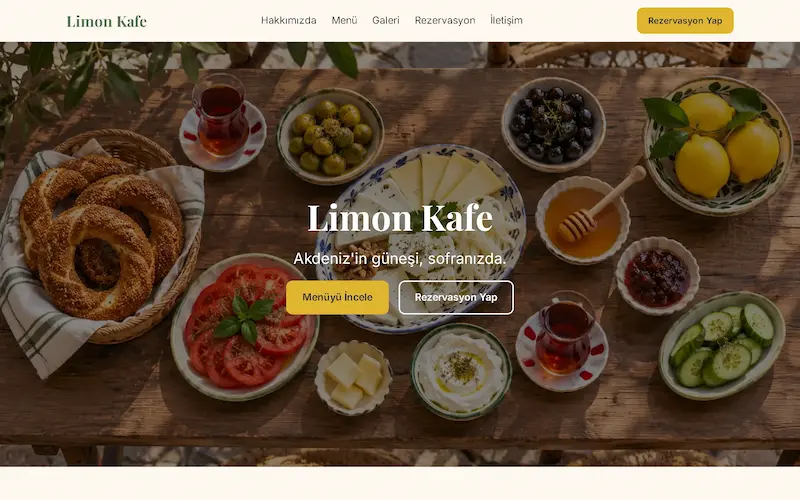 Limon Kafe
Hakkımızda Menü Galeri Rezervasyon İletişim
Rezervasyon Yap
Limon Kafe
Akdeniz'in güneşi, sofranızda.
Menüyü İncele
Rezervasyon Yap